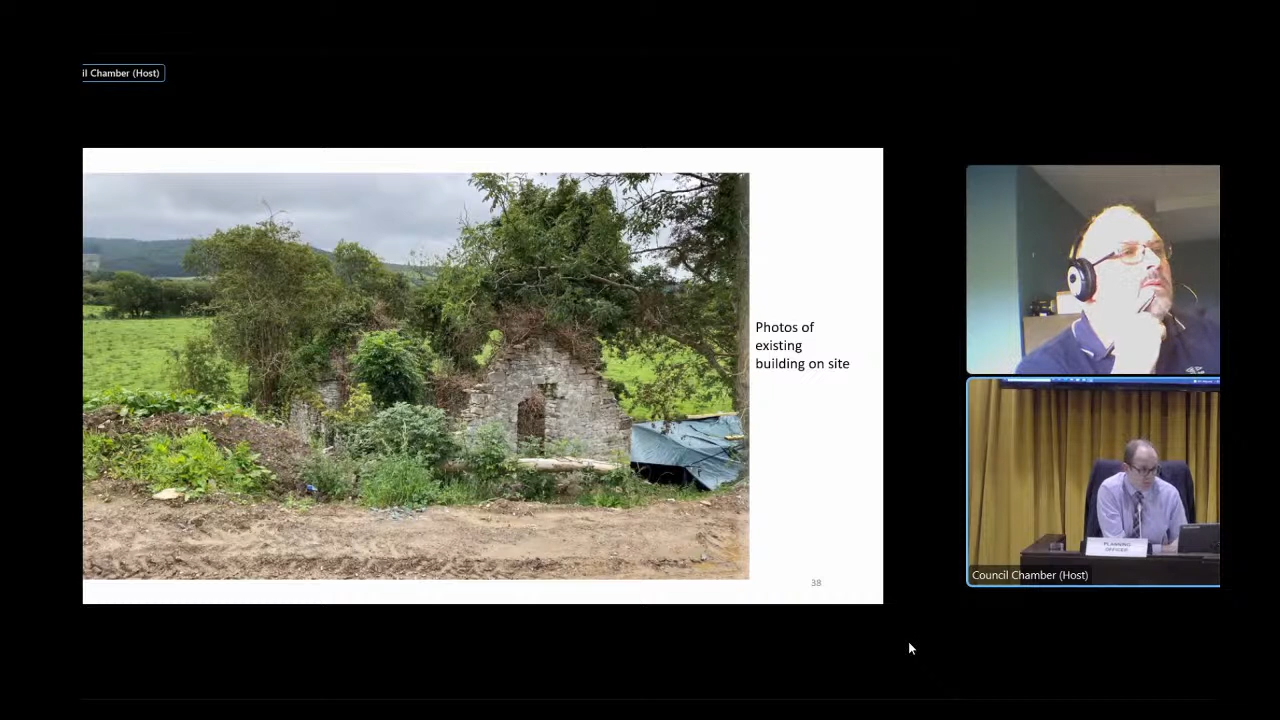 il Chamber (Host)
Photos of
existing
building on site
38
PLANNING
OFFICER
Council Chamber (Host)